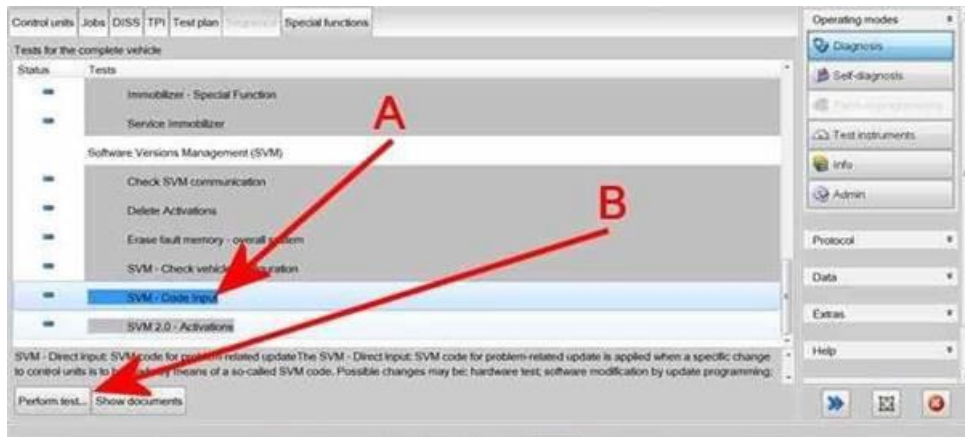 Control units Jobs DISS TPI Test plan Special functions
Operating modes
Tests for the complete vehicle
Diagnosis
Status Tests
Immobilizer - Special Function
Self-diagnosis
Service Immobilizer
A
Test instruments
Software Versions Management (SVM)
Info
Check SVM communication
B
Admin
Delete Activations
Erase fault memory - overall system
Protocol
SVM - Check vehicle configuration
Data
SVM - Code Input
Extras
SVM 2.0 - Activations
SVM - Direct input: SVM code for problem related updateThe SVM - Direct Input: SVM code for problem-related update is applied when a specific change
Help
to control units is to by means of a so-called SVM code. Possible changes may be: hardware test; software modification by update programming;
Perform test... Show documents